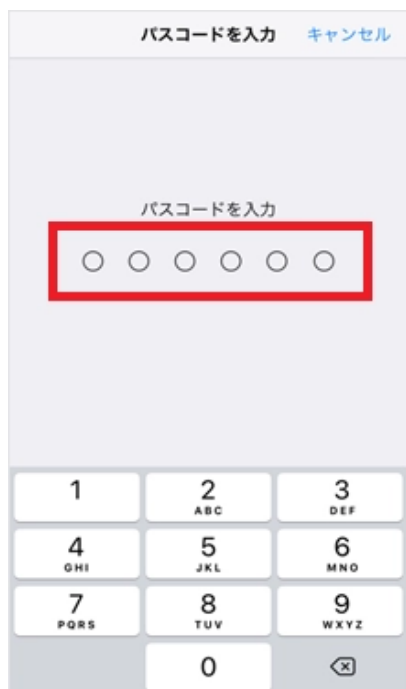 パスコードを入力 キャンセル
パスコードを入力
1 2 3
ABC DEF
4 5 6
GHI JKL MNO
7 8 9
PQRS TUV WXYZ
0